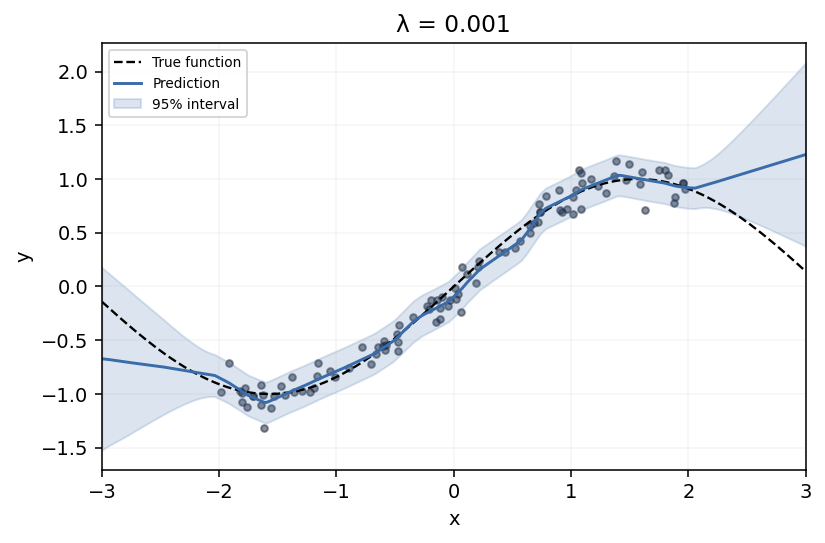 λ = 0.001
True function
Prediction
95% interval
2.0
1.5
1.0
0.5
0.0
−0.5
−1.0
−1.5
y
−3 −2 −1 0 1 2 3
x